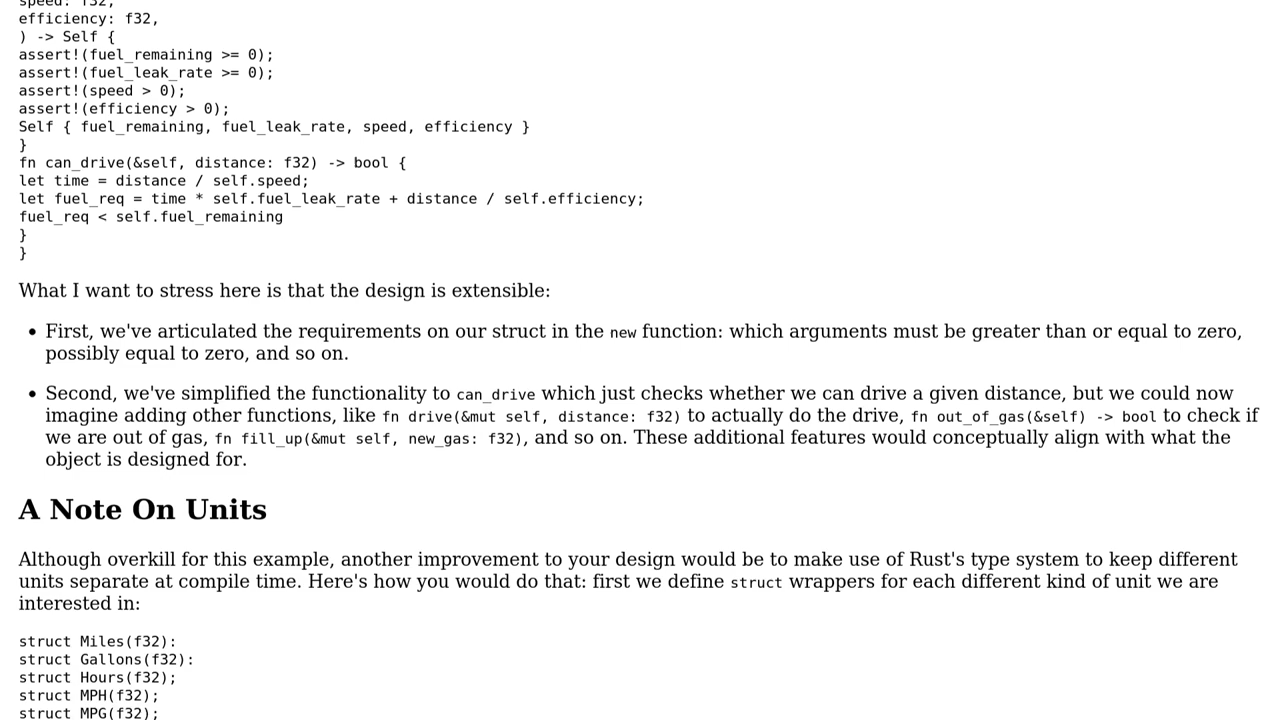 speed: f32,
efficiency: f32,
) -> Self {
assert!(fuel_remaining >= 0);
assert!(fuel_leak_rate >= 0);
assert!(speed > 0);
assert!(efficiency > 0);
Self { fuel_remaining, fuel_leak_rate, speed, efficiency }
}
fn can_drive(&self, distance: f32) -> bool {
let time = distance / self.speed;
let fuel_req = time * self.fuel_leak_rate + distance / self.efficiency;
fuel_req < self.fuel_remaining
}
}
What I want to stress here is that the design is extensible:
• First, we've articulated the requirements on our struct in the new function: which arguments must be greater than or equal to zero,
possibly equal to zero, and so on.
• Second, we've simplified the functionality to can_drive which just checks whether we can drive a given distance, but we could now
imagine adding other functions, like fn drive(&mut self, distance: f32) to actually do the drive, fn out_of_gas(&self) -> bool to check if
we are out of gas, fn fill_up(&mut self, new_gas: f32), and so on. These additional features would conceptually align with what the
object is designed for.
A Note On Units
Although overkill for this example, another improvement to your design would be to make use of Rust's type system to keep different
units separate at compile time. Here's how you would do that: first we define struct wrappers for each different kind of unit we are
interested in:
struct Miles(f32):
struct Gallons(f32):
struct Hours(f32);
struct MPH(f32);
struct MPG(f32);